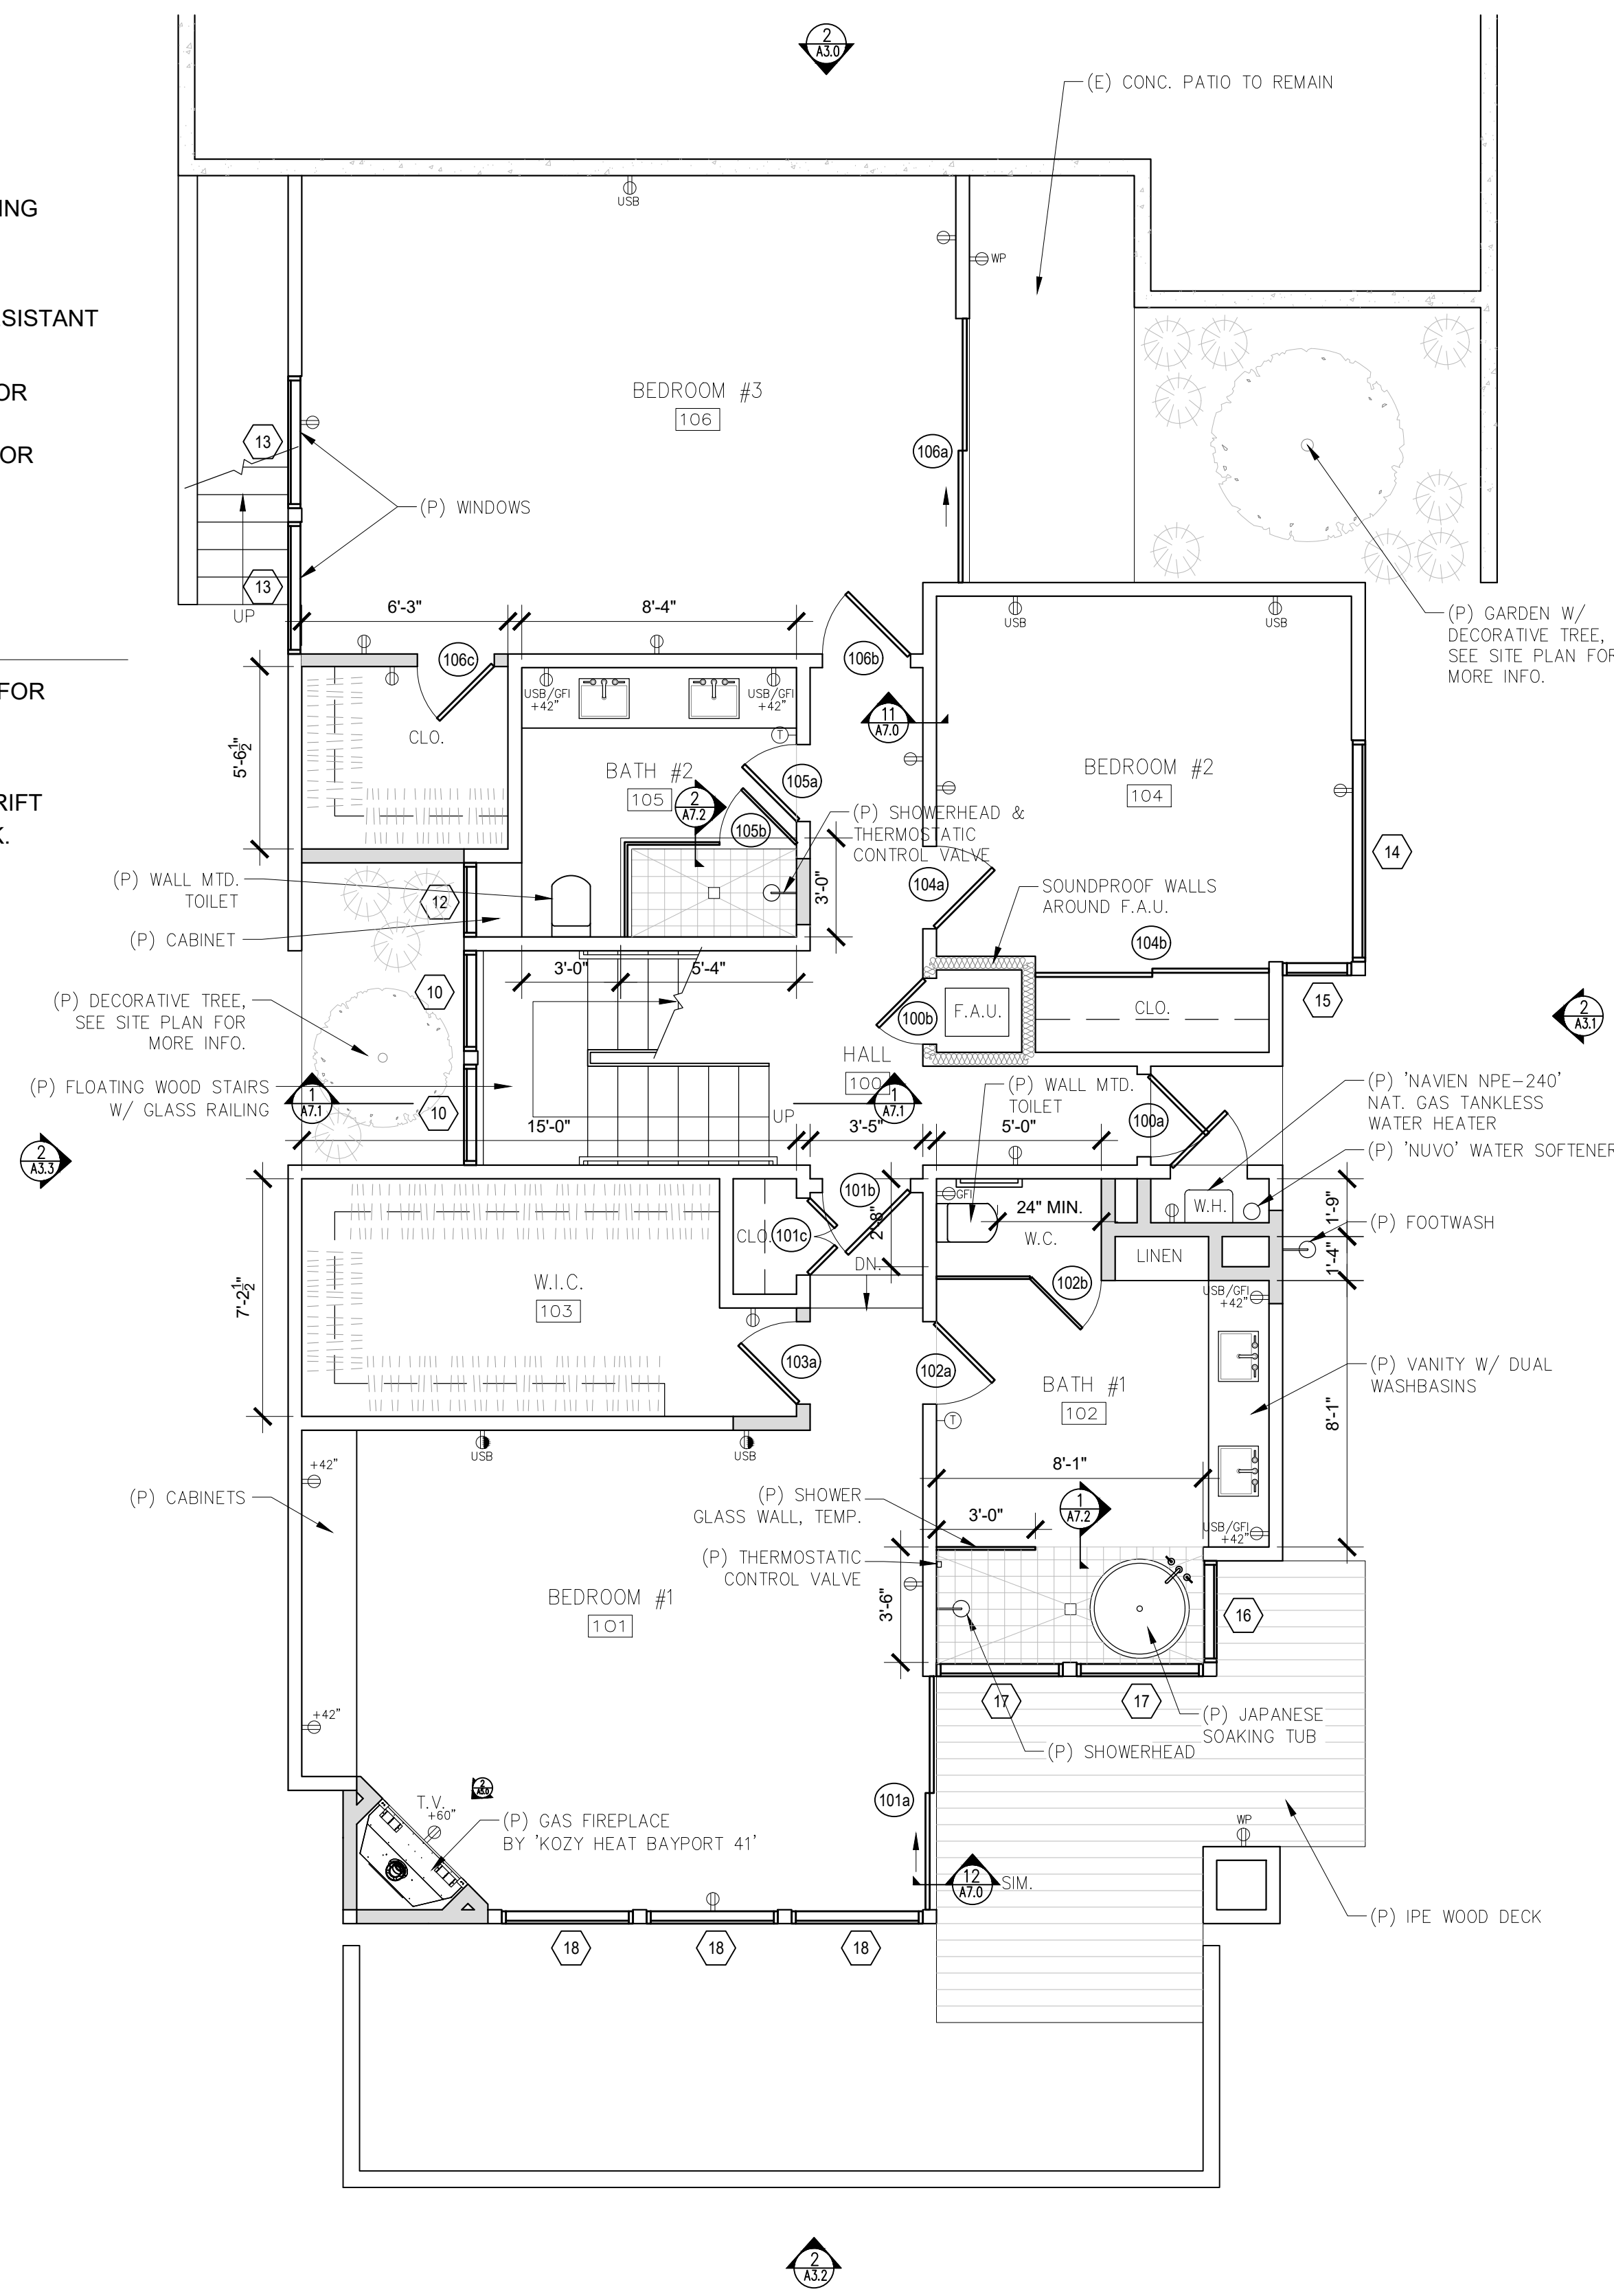 2
A3.0
(E) CONC. PATIO TO REMAIN
ING
USB
WP
SISTANT
OR
BEDROOM #3
106
13
106a
OR
(P) WINDOWS
13
UP
6'-3"
8'-4"
USB
USB
(P) GARDEN W/
DECORATIVE TREE,
SEE SITE PLAN FOR
MORE INFO.
106c
106b
FOR
USB/GFI
+42"
USB/GFI
+42"
11
A7.0
CLO.
T
5'-6½"
BATH #2
105
105a
BEDROOM #2
104
RIFT
K.
2
A7.2
105b
(P) SHOWERHEAD &
THERMOSTATIC
CONTROL VALVE
14
(P) WALL MTD.
TOILET
12
3'-0"
104a
SOUNDPROOF WALLS
AROUND F.A.U.
(P) CABINET
104b
3'-0"
5'-4"
10
(P) DECORATIVE TREE,
SEE SITE PLAN FOR
MORE INFO.
100b
F.A.U.
CLO.
15
2
A3.1
HALL
100
(P) FLOATING WOOD STAIRS
W/ GLASS RAILING
1
A7.1
10
1
A7.1
(P) WALL MTD.
TOILET
(P) 'NAVIEN NPE-240'
NAT. GAS TANKLESS
WATER HEATER
UP
100a
15'-0"
3'-5"
5'-0"
2
A3.3
(P) 'NUVO' WATER SOFTENER
101b
GFI
24" MIN.
W.H.
1'-9"
(P) FOOTWASH
CLO.
101c
2'-8"
W.C.
LINEN
1'-4"
DN.
W.I.C.
103
7'-2½"
102b
USB/GFI
+42"
103a
102a
(P) VANITY W/ DUAL
WASHBASINS
BATH #1
102
T
8'-1"
USB
USB
+42"
8'-1"
(P) CABINETS
(P) SHOWER
GLASS WALL, TEMP.
3'-0"
1
A7.2
USB/GFI
+42"
(P) THERMOSTATIC
CONTROL VALVE
3'-6"
BEDROOM #1
101
16
+42"
17
17
(P) JAPANESE
SOAKING TUB
(P) SHOWERHEAD
T.V.
+60"
101a
(P) GAS FIREPLACE
BY 'KOZY HEAT BAYPORT 41'
WP
12
A7.0
SIM.
(P) IPE WOOD DECK
18
18
18
2
A3.2